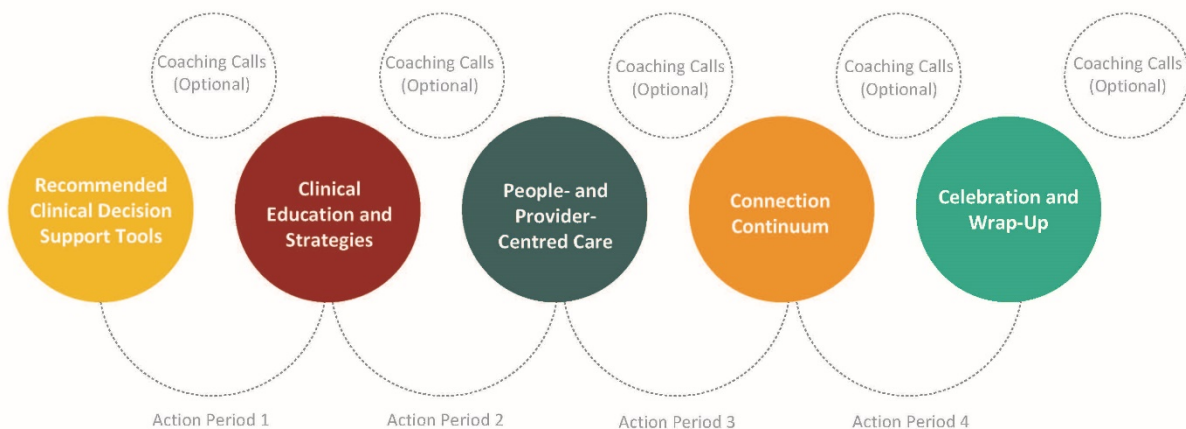 Coaching Calls
(Optional)
Coaching Calls
(Optional)
Coaching Calls
(Optional)
Coaching Calls
(Optional)
Coaching Calls
(Optional)
Recommended
Clinical Decision
Support Tools
Clinical
Education and
Strategies
People- and
Provider-
Centred Care
Connection
Continuum
Celebration and
Wrap-Up
Action Period 1
Action Period 2
Action Period 3
Action Period 4